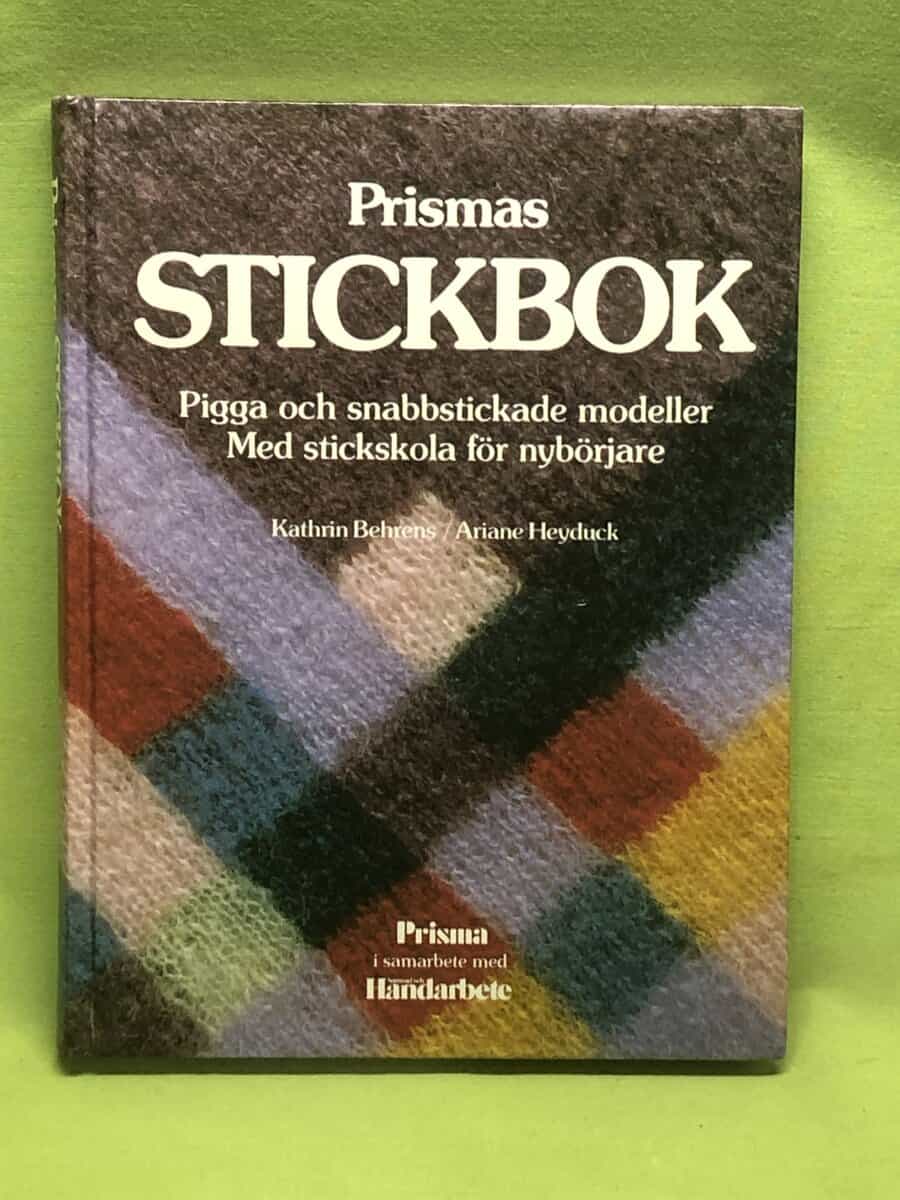 Prismas
STICKBOK
Pigga och snabbstickade modeller
Med stickskola för nybörjare
Kathrin Behrens / Ariane Heyduck
Prisma
i samarbete med
Handarbete